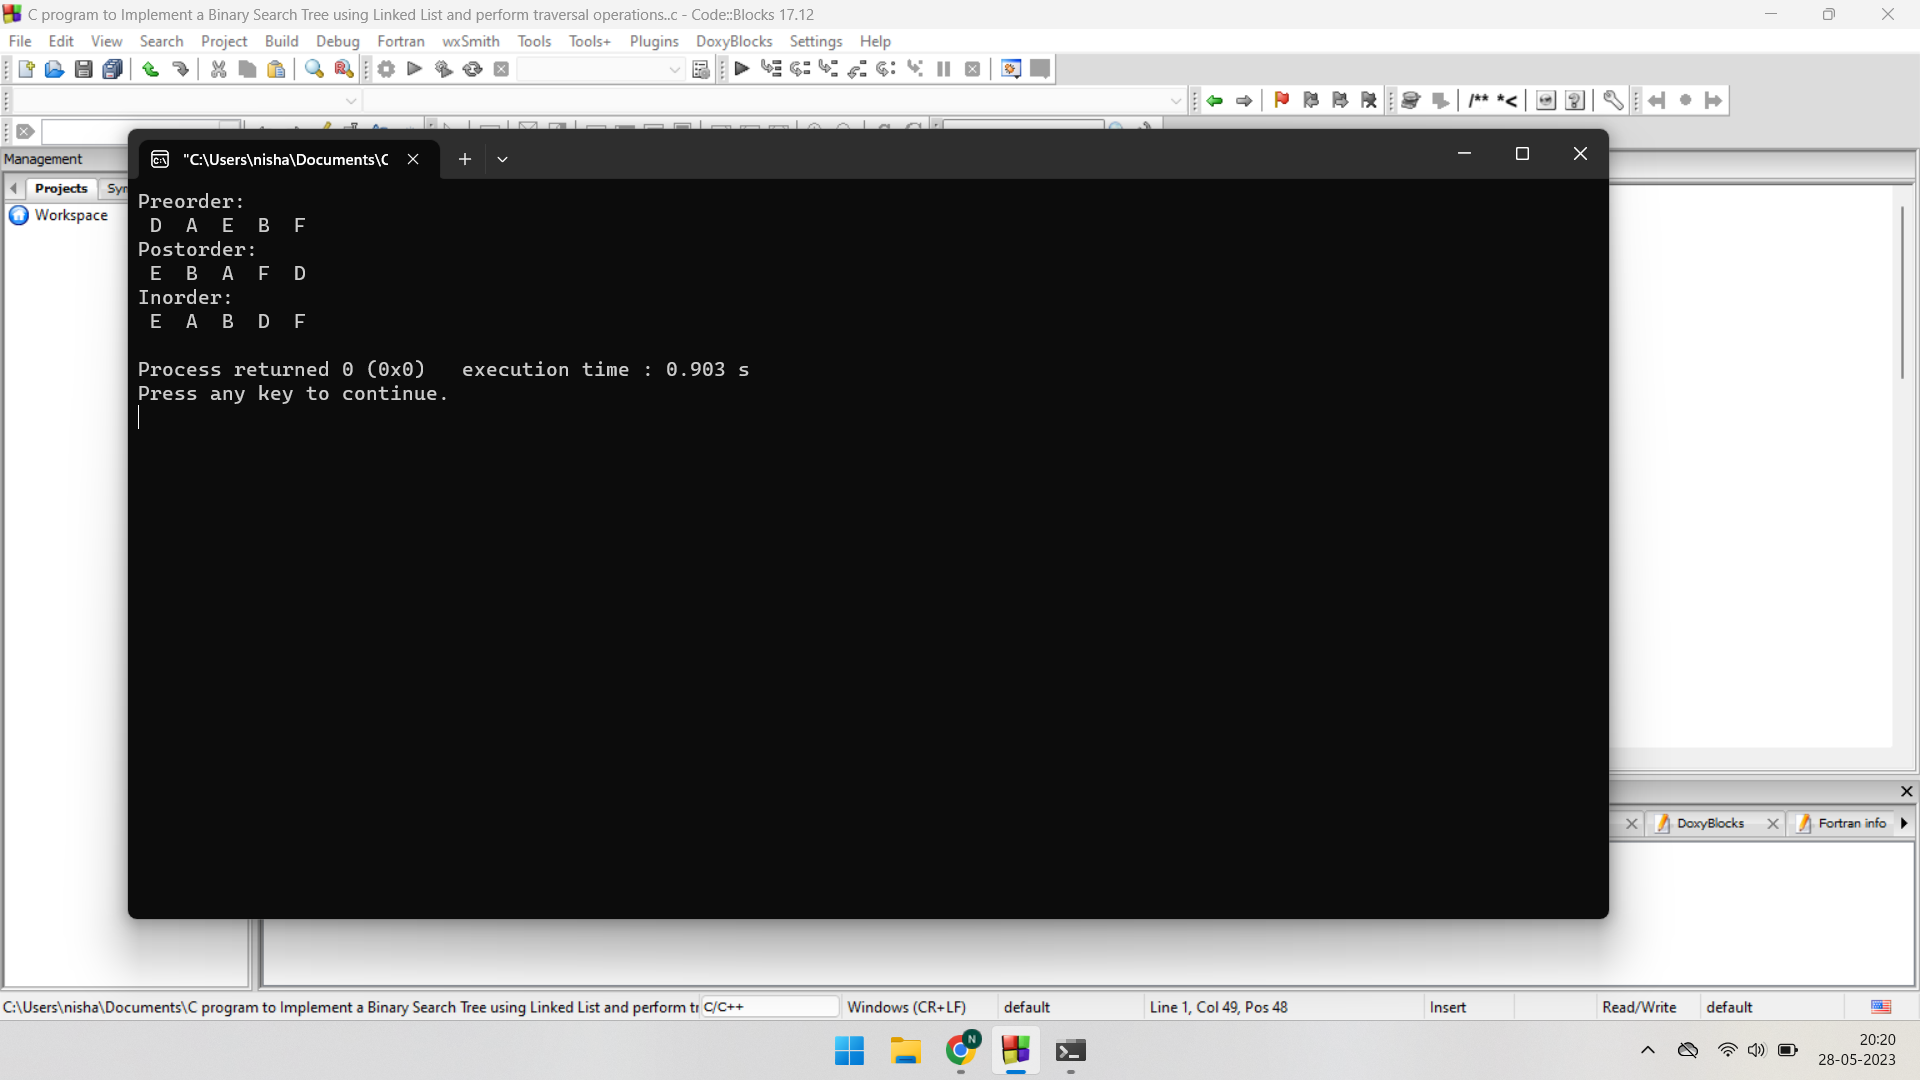 C program to Implement a Binary Search Tree using Linked List and perform traversal operations..c - Code::Blocks 17.12
File Edit View Search Project Build Debug Fortran wxSmith Tools Tools+ Plugins DoxyBlocks Settings Help
/** *<
Management
"C:\Users\nisha\Documents\C
Projects
Workspace
Preorder:
D A E B F
Postorder:
E B A F D
Inorder:
E A B D F
Process returned 0 (0x0) execution time : 0.903 s
Press any key to continue.
DoxyBlocks
Fortran info
C:\Users\nisha\Documents\C program to Implement a Binary Search Tree using Linked List and perform tr C/C++ Windows (CR+LF) default Line 1, Col 49, Pos 48 Insert Read/Write default
N
20:20
28-05-2023